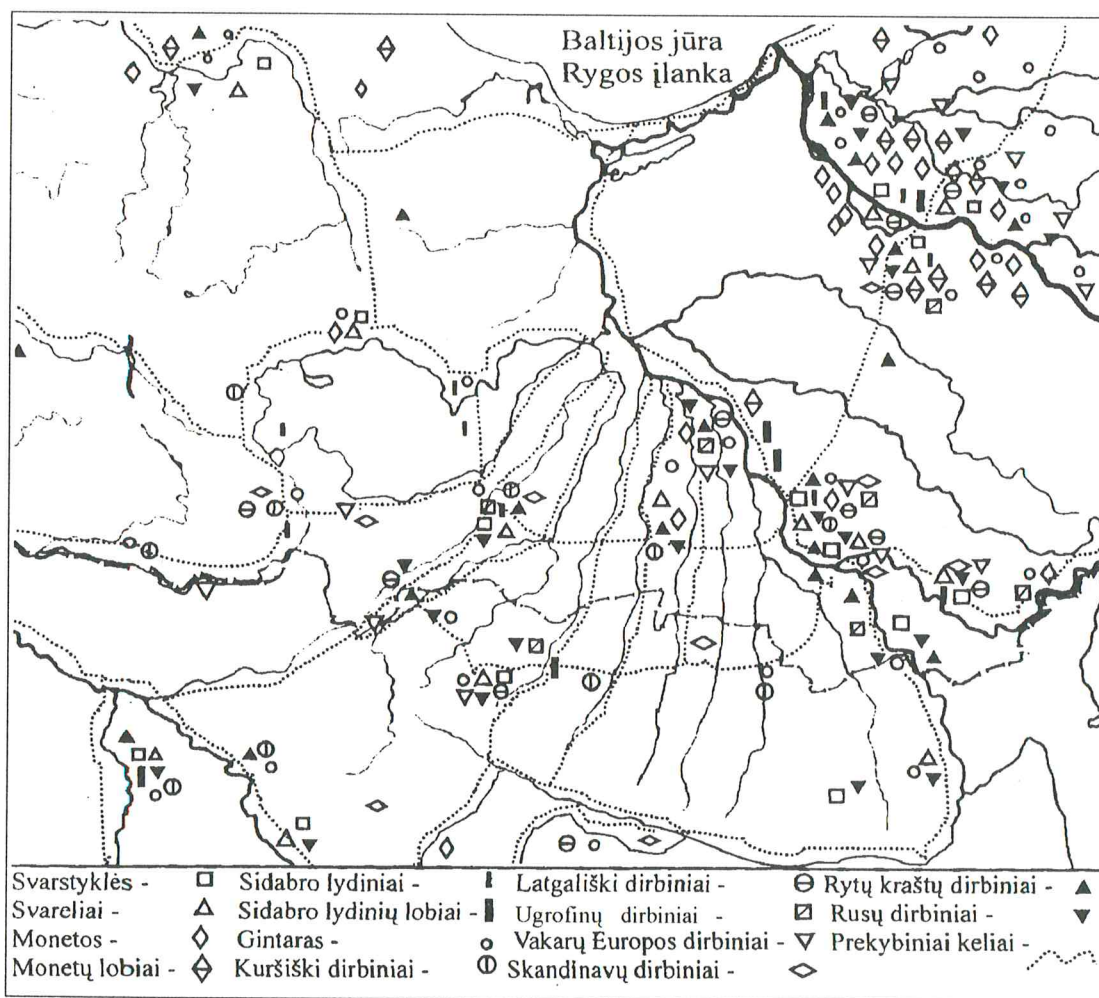 Baltijos jūra
Rygos įlanka
Svarstyklės - Sidabro lydiniai - Latgališki dirbiniai - Rytų kraštų dirbiniai -
Svareliai - Sidabro lydinių lobiai - Ugrofinų dirbiniai - Rusų dirbiniai -
Monetos - Gintaras - Vakarų Europos dirbiniai - Prekybiniai keliai -
Monetų lobiai - Kuršiški dirbiniai - Skandinavų dirbiniai -